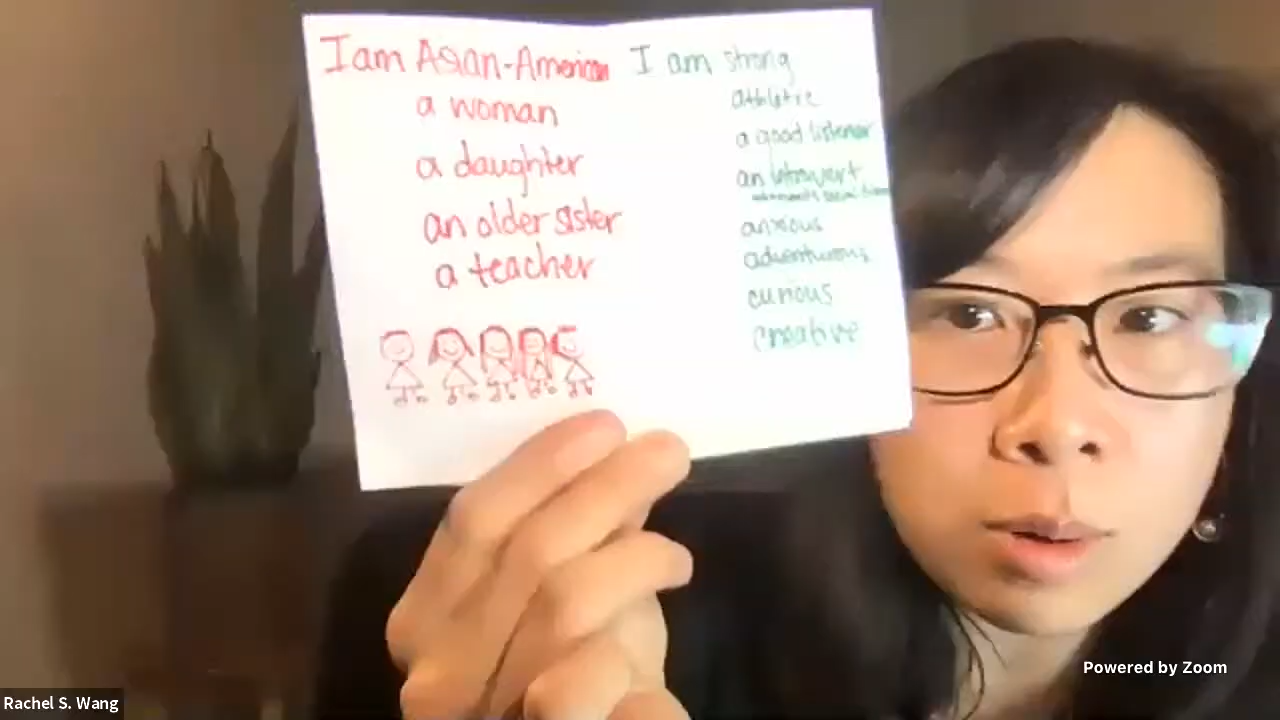 I am Asian-American
a woman
a daughter
an older sister
a teacher
I am strong
athletic
a good listener
an introvert
anxious
adventurous
curious
creative
Powered by Zoom
Rachel S. Wang